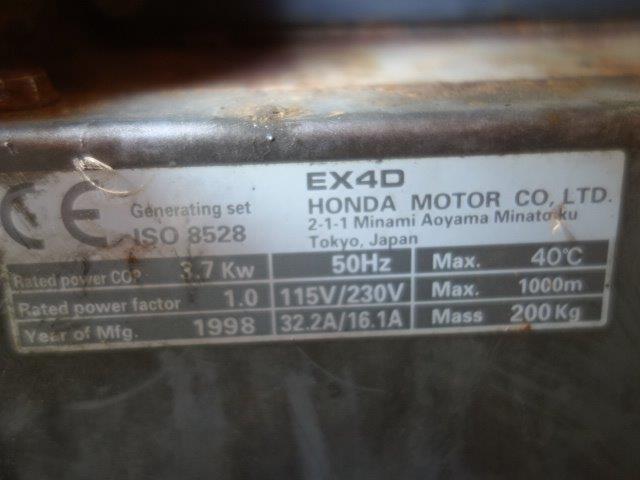 CE
Generating set
ISO 8528
EX4D
HONDA MOTOR CO, LTD.
2-1-1 Minami Aoyama Minato ku
Tokyo, Japan
Rated power COP 3.7 Kw 50Hz Max. 40°C
Rated power factor 1.0 115V/230V Max. 1000m
Year of Mfg. 1998 32.2A/16.1A Mass 200Kg